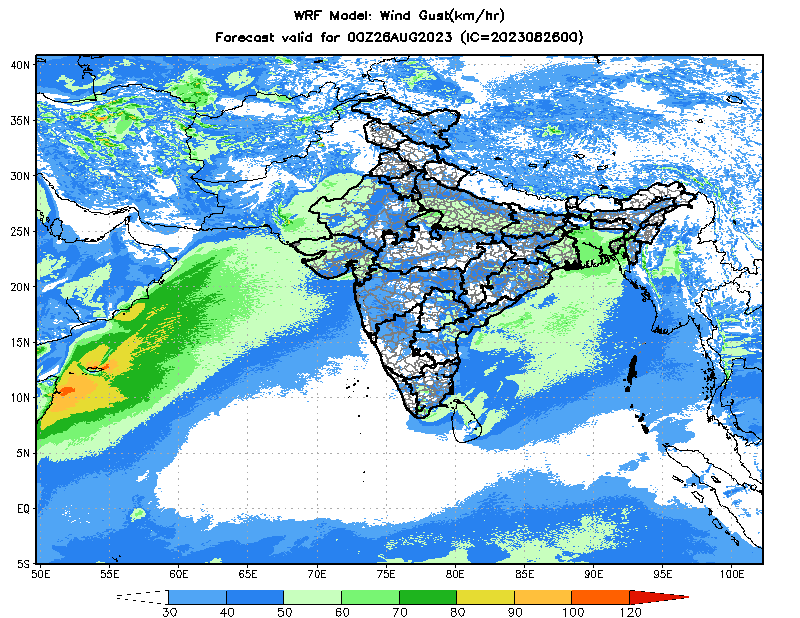 WRF Model: Wind Gust(km/hr)
Forecast valid for 00Z26AUG2023 (IC=2023082600)
40N
35N
30N
25N
20N
15N
10N
5N
EQ
5S
50E 55E 60E 65E 70E 75E 80E 85E 90E 95E 100E
30 40 50 60 70 80 90 100 120